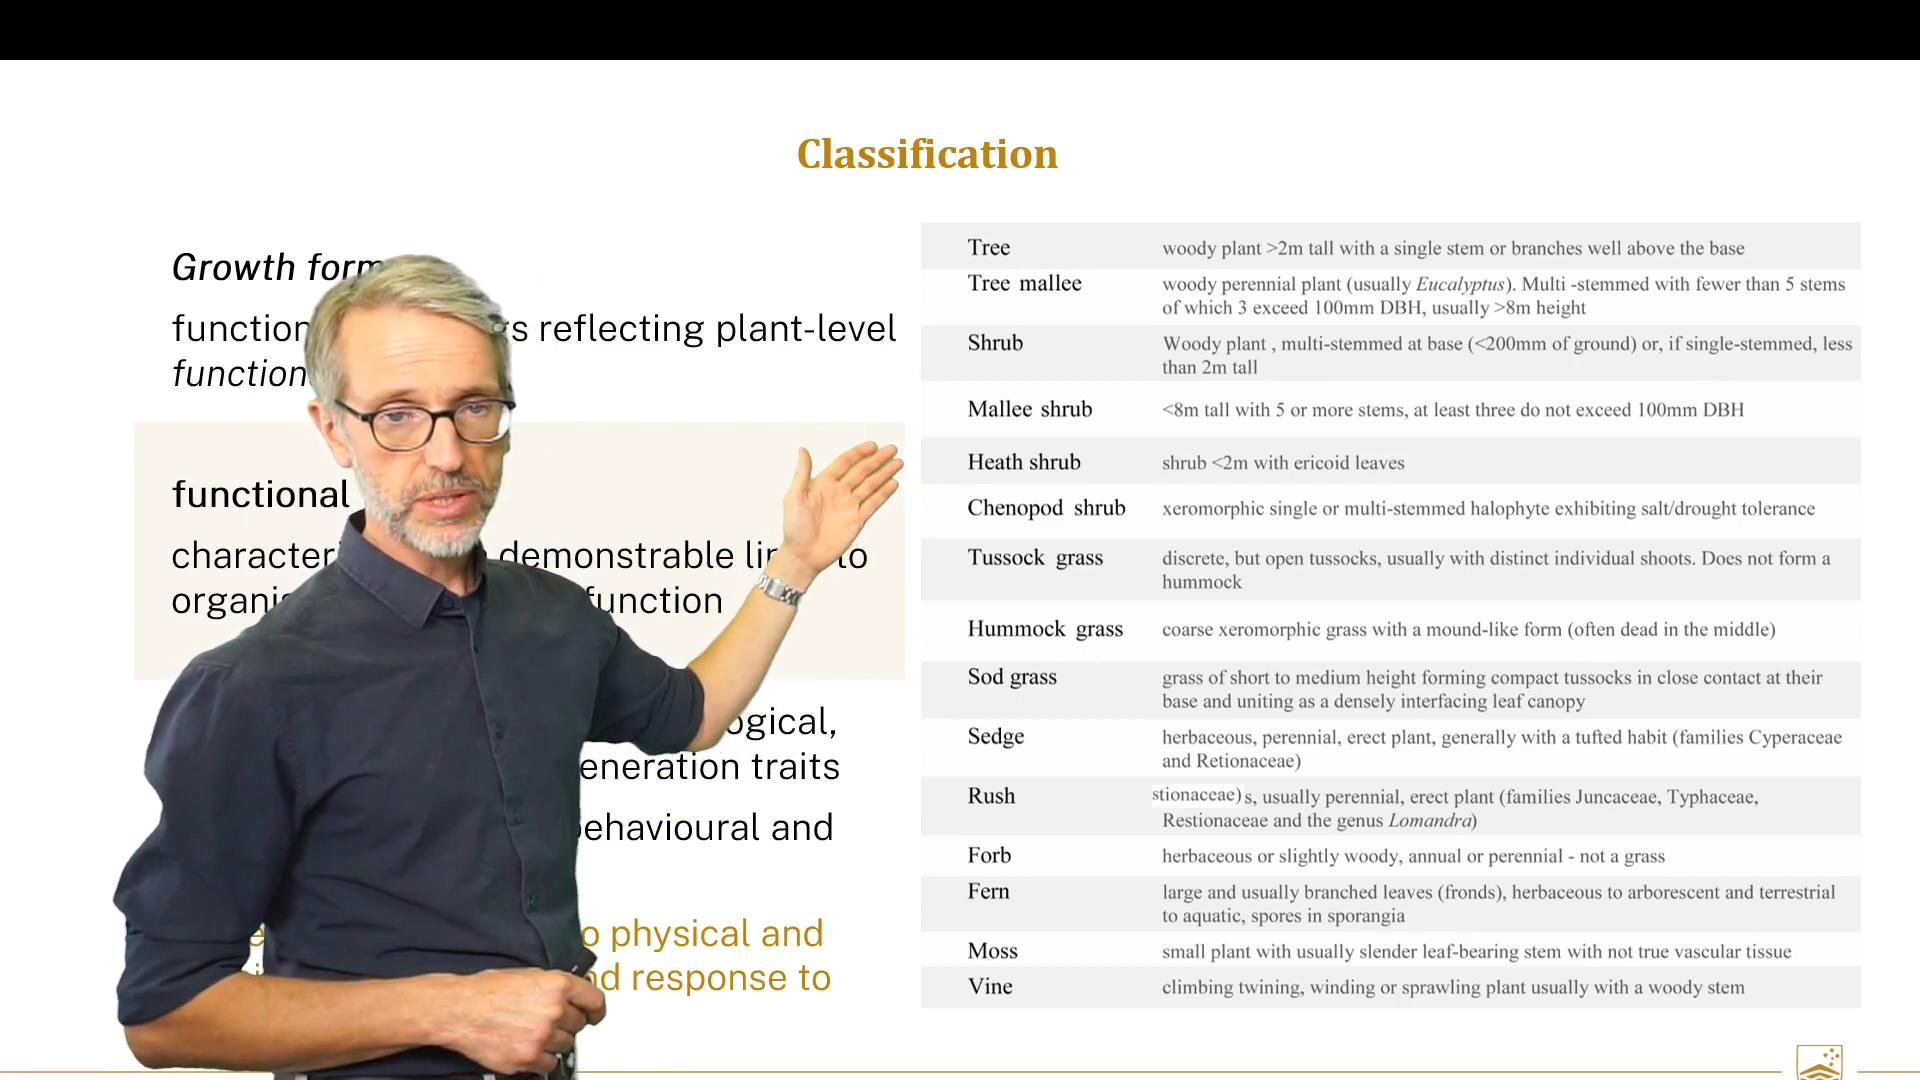 Classification
Growth form
function s reflecting plant-level
function
functional
character demonstrable lin to
organis function
ogical,
eneration traits
behavioural and
o physical and
nd response to
Tree woody plant >2m tall with a single stem or branches well above the base
Tree mallee woody perennial plant (usually Eucalyptus). Multi -stemmed with fewer than 5 stems
of which 3 exceed 100mm DBH, usually >8m height
Shrub Woody plant , multi-stemmed at base (<200mm of ground) or, if single-stemmed, less
than 2m tall
Mallee shrub <8m tall with 5 or more stems, at least three do not exceed 100mm DBH
Heath shrub shrub <2m with ericoid leaves
Chenopod shrub xeromorphic single or multi-stemmed halophyte exhibiting salt/drought tolerance
Tussock grass discrete, but open tussocks, usually with distinct individual shoots. Does not form a
hummock
Hummock grass coarse xeromorphic grass with a mound-like form (often dead in the middle)
Sod grass grass of short to medium height forming compact tussocks in close contact at their
base and uniting as a densely interfacing leaf canopy
Sedge herbaceous, perennial, erect plant, generally with a tufted habit (families Cyperaceae
and Retionaceae)
Rush stionaceae) s, usually perennial, erect plant (families Juncaceae, Typhaceae,
Restionaceae and the genus Lomandra)
Forb herbaceous or slightly woody, annual or perennial - not a grass
Fern large and usually branched leaves (fronds), herbaceous to arborescent and terrestrial
to aquatic, spores in sporangia
Moss small plant with usually slender leaf-bearing stem with not true vascular tissue
Vine climbing twining, winding or sprawling plant usually with a woody stem